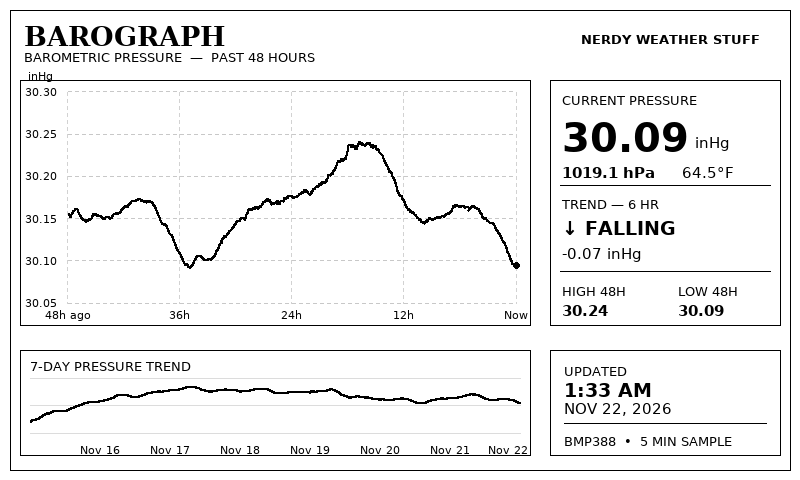 BAROGRAPH
BAROMETRIC PRESSURE — PAST 48 HOURS
NERDY WEATHER STUFF
inHg
30.30
30.25
30.20
30.15
30.10
30.05
48h ago 36h 24h 12h Now
CURRENT PRESSURE
30.09 inHg
1019.1 hPa 64.5°F
TREND — 6 HR
↓ FALLING
-0.07 inHg
HIGH 48H LOW 48H
30.24 30.09
7-DAY PRESSURE TREND
Nov 16 Nov 17 Nov 18 Nov 19 Nov 20 Nov 21 Nov 22
UPDATED
1:33 AM
NOV 22, 2026
BMP388 • 5 MIN SAMPLE